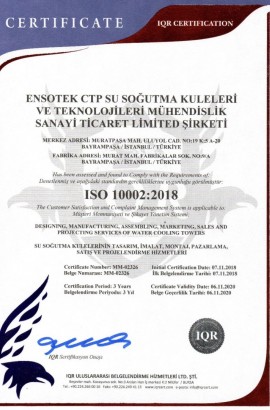 CERTIFICATE
IQR CERTIFICATION
ENSOTEK CTP SU SOĞUTMA KULELERİ
VE TEKNOLOJİLERİ MÜHENDİSLİK
SANAYİ TİCARET LİMİTED ŞİRKETİ
MERKEZ ADRESİ: MURATPAŞA MAH. ULUYOL CAD. NO:19 K:5 A-20
BAYRAMPAŞA / İSTANBUL / TÜRKİYE
FABRİKA ADRESİ: MURAT MAH. FABRİKALAR SOK. NO:9/A
BAYRAMPAŞA / İSTANBUL / TÜRKİYE
Has been assessed and found to Comply with the Requirements of:
Denetlenmiş ve aşağıdaki standardın gerekliliklerine uygunluğu görülmüştür:
ISO 10002:2018
The Customer Satisfaction and Complaint Management System is applicable to
Müşteri Memnuniyeti ve Şikayet Yönetim Sistemi
DESIGNING, MANUFACTURING, ASSEMBLING, MARKETING, SALES AND
PROJECTING SERVICES OF WATER COOLING TOWERS
SU SOĞUTMA KULELERİNİN TASARIM, İMALAT, MONTAJ, PAZARLAMA,
SATIŞ VE PROJELENDİRME HİZMETLERİ
Certificate Number: MM-02326
Belge Numarası: MM-02326
Initial Certification Date: 07.11.2018
İlk Belgelendirme Tarihi: 07.11.2018
Certification Period: 3 Years
Belgelendirme Periyodu: 3 Yıl
Certificate Validity Date: 06.11.2020
Belge Geçerlilik Tarihi: 06.11.2020
IQR
IQR Sertifikasyon Onayı
IQR ULUSLARARASI BELGELENDİRME HİZMETLERİ LTD. ŞTİ.